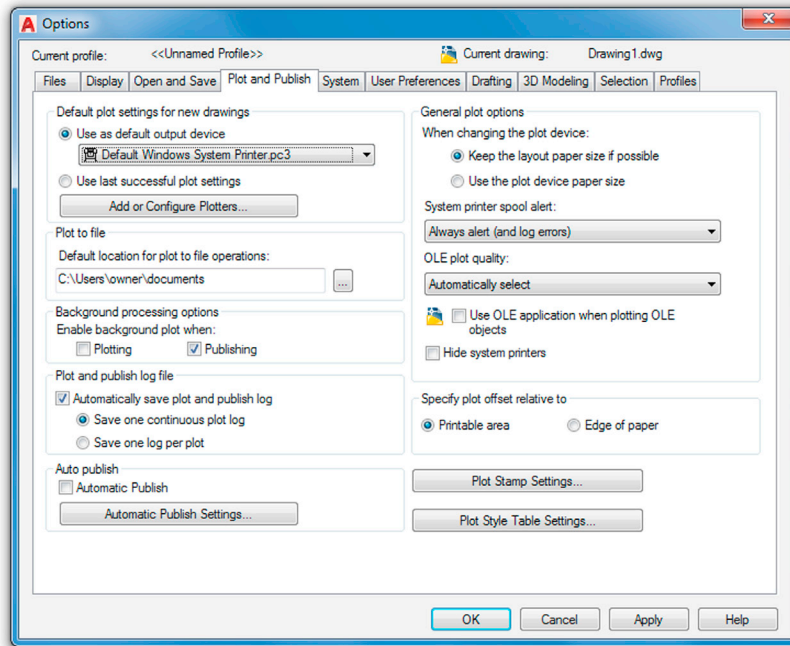 Options
Current profile: <<Unnamed Profile>> Current drawing: Drawing1.dwg
Files Display Open and Save Plot and Publish System User Preferences Drafting 3D Modeling Selection Profiles
Default plot settings for new drawings
Use as default output device
Default Windows System Printer.pc3
Use last successful plot settings
Add or Configure Plotters...
Plot to file
Default location for plot to file operations:
C:\Users\owner\documents
...
Background processing options
Enable background plot when:
Plotting Publishing
Plot and publish log file
Automatically save plot and publish log
Save one continuous plot log
Save one log per plot
Auto publish
Automatic Publish
Automatic Publish Settings...
General plot options
When changing the plot device:
Keep the layout paper size if possible
Use the plot device paper size
System printer spool alert:
Always alert (and log errors)
OLE plot quality:
Automatically select
Use OLE application when plotting OLE
objects
Hide system printers
Specify plot offset relative to
Printable area Edge of paper
Plot Stamp Settings...
Plot Style Table Settings...
OK Cancel Apply Help